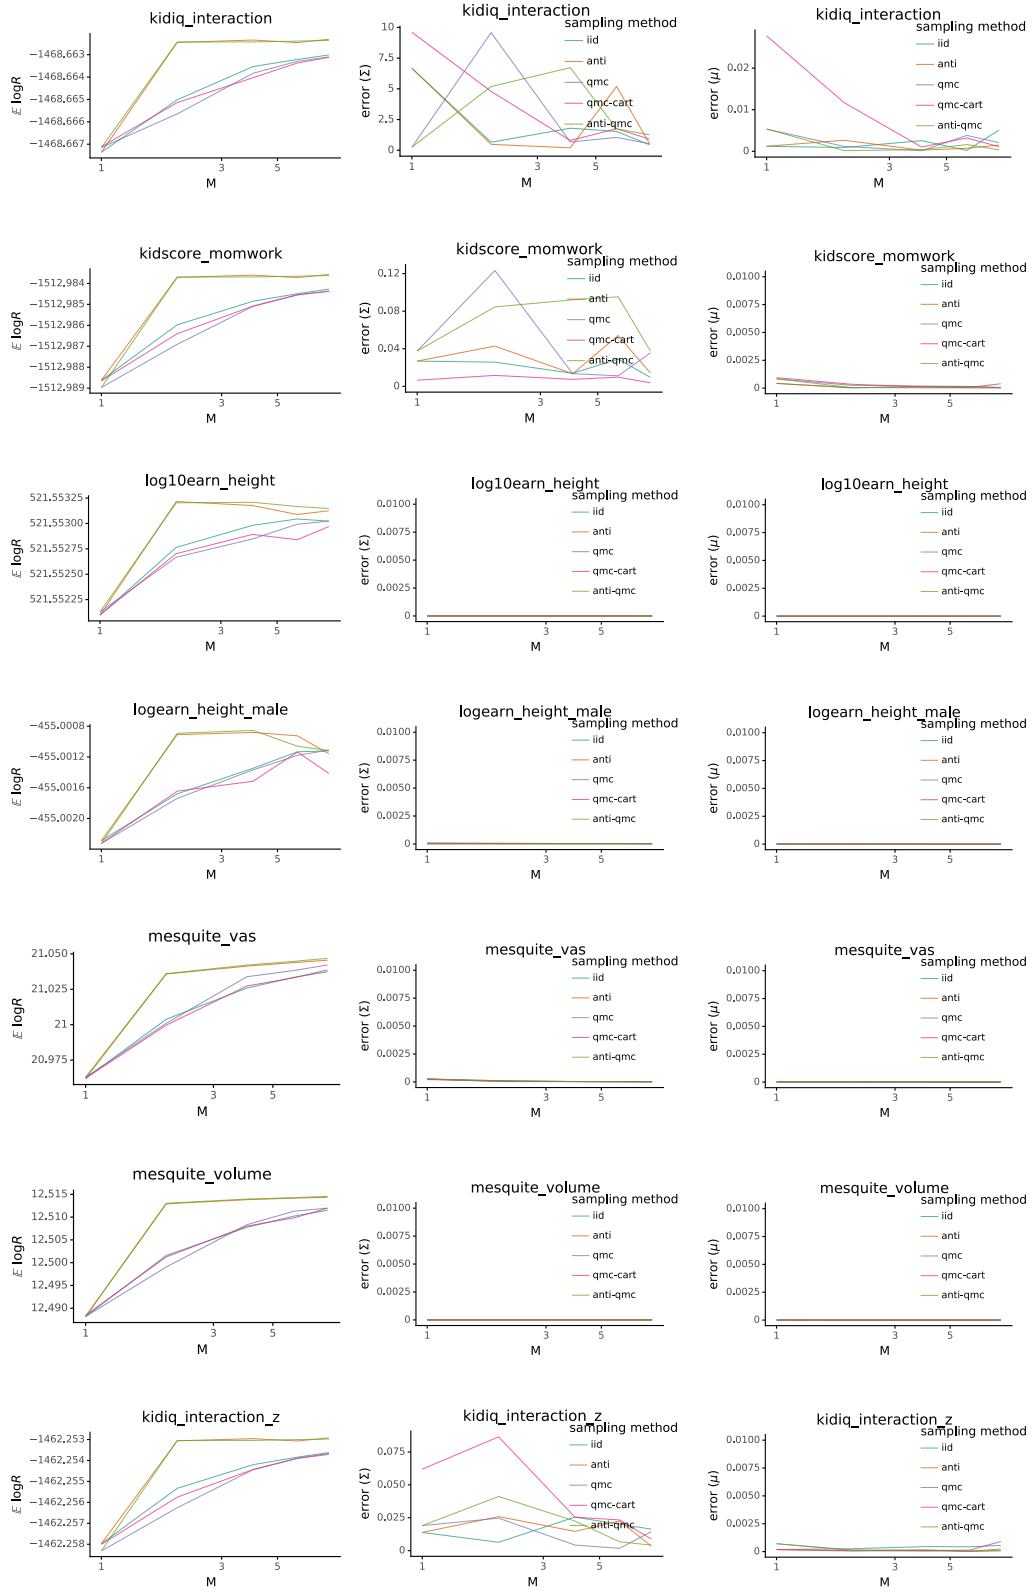 kidiq_interaction
−1468.663
−1468.664
−1468.665
−1468.666
−1468.667
𝔼 logR
1
3
5
M
kidiq_interaction
sampling method
iid
anti
qmc
qmc-cart
anti-qmc
10.0
7.5
5
2.5
0
error (Σ)
1
3
5
M
kidiq_interaction
sampling method
iid
anti
qmc
qmc-cart
anti-qmc
0.02
0.01
0
error (μ)
1
3
5
M
kidscore_momwork
−1512.984
−1512.985
−1512.986
−1512.988
−1512.989
𝔼 logR
1
3
5
M
kidscore_momwork
sampling method
iid
anti
qmc
qmc-cart
anti-qmc
0.12
0.08
0.04
0
error (Σ)
1
3
5
M
kidscore_momwork
sampling method
iid
anti
qmc
qmc-cart
anti-qmc
0.0100
0.0075
0.0050
0.0025
0
error (μ)
1
3
5
M
log10earn_height
521.55325
521.55300
521.55275
521.55250
521.55225
𝔼 logR
1
3
5
M
log10earn_height
sampling method
iid
anti
qmc
qmc-cart
anti-qmc
0.0100
0.0075
0.0050
0.0025
0
error (Σ)
1
3
5
M
log10earn_height
sampling method
iid
anti
qmc
qmc-cart
anti-qmc
0.0100
0.0075
0.0050
0.0025
0
error (μ)
1
3
5
M
logearn_height_male
−455.0008
−455.0012
−455.0016
−455.0020
𝔼 logR
1
3
5
M
logearn_height_male
sampling method
iid
anti
qmc
qmc-cart
anti-qmc
0.0100
0.0075
0.0050
0.0025
0
error (Σ)
1
3
5
M
logearn_height_male
sampling method
iid
anti
qmc
qmc-cart
anti-qmc
0.0100
0.0075
0.0050
0.0025
0
error (μ)
1
3
5
M
mesquite_vas
21.050
21.025
21
20.975
𝔼 logR
1
3
5
M
mesquite_vas
sampling method
iid
anti
qmc
qmc-cart
anti-qmc
0.0100
0.0075
0.0050
0.0025
0
error (Σ)
1
3
5
M
mesquite_vas
sampling method
iid
anti
qmc
qmc-cart
anti-qmc
0.0100
0.0075
0.0050
0.0025
0
error (μ)
1
3
5
M
mesquite_volume
12.515
12.510
12.500
12.495
12.490
𝔼 logR
1
3
5
M
mesquite_volume
sampling method
iid
anti
qmc
qmc-cart
anti-qmc
0.0100
0.0075
0.0050
0.0025
0
error (Σ)
1
3
5
M
mesquite_volume
sampling method
iid
anti
qmc
qmc-cart
anti-qmc
0.0100
0.0075
0.0050
0.0025
0
error (μ)
1
3
5
M
kidiq_interaction_z
−1462.253
−1462.254
−1462.256
−1462.257
−1462.258
𝔼 logR
1
3
5
M
kidiq_interaction_z
sampling method
iid
anti
qmc
qmc-cart
anti-qmc
0.075
0.050
0.025
0
error (Σ)
1
3
5
M
kidiq_interaction_z
sampling method
iid
anti
qmc
qmc-cart
anti-qmc
0.0100
0.0075
0.0050
0.0025
0
error (μ)
1
3
5
M